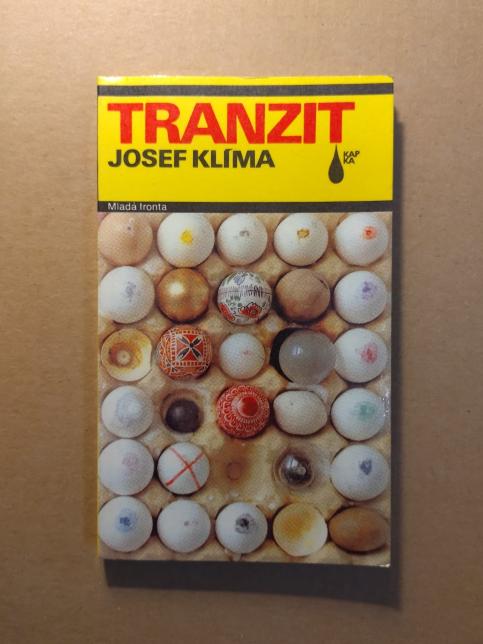 TRANZIT
JOSEF KLÍMA
KAP
KA
Mladá fronta